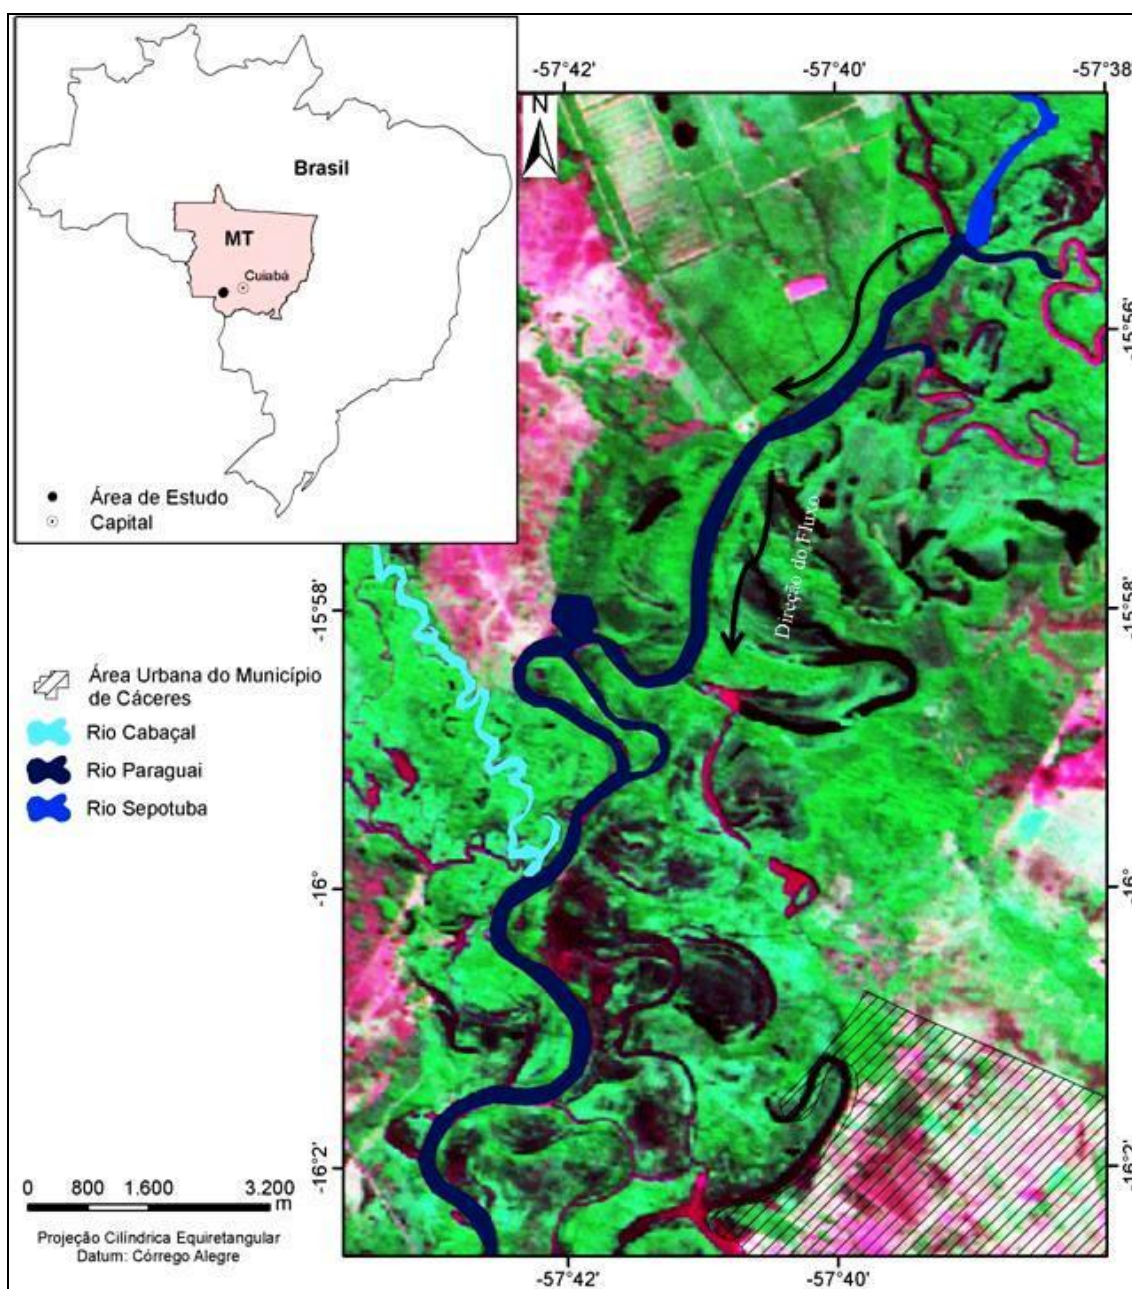 Brasil
MT
Cuiabá
Área de Estudo
Capital
-57°42'
-57°40'
-57°38'
N
-15°56'
Direção do Fluxo
-15°58'
-15°58'
Área Urbana do Município
de Cáceres
Rio Cabaçal
Rio Paraguai
Rio Sepotuba
-16°
-16°
-16°2'
-16°2'
0 800 1.600 3.200
m
Projeção Cilíndrica Equiretangular
Datum: Córrego Alegre
-57°42'
-57°40'